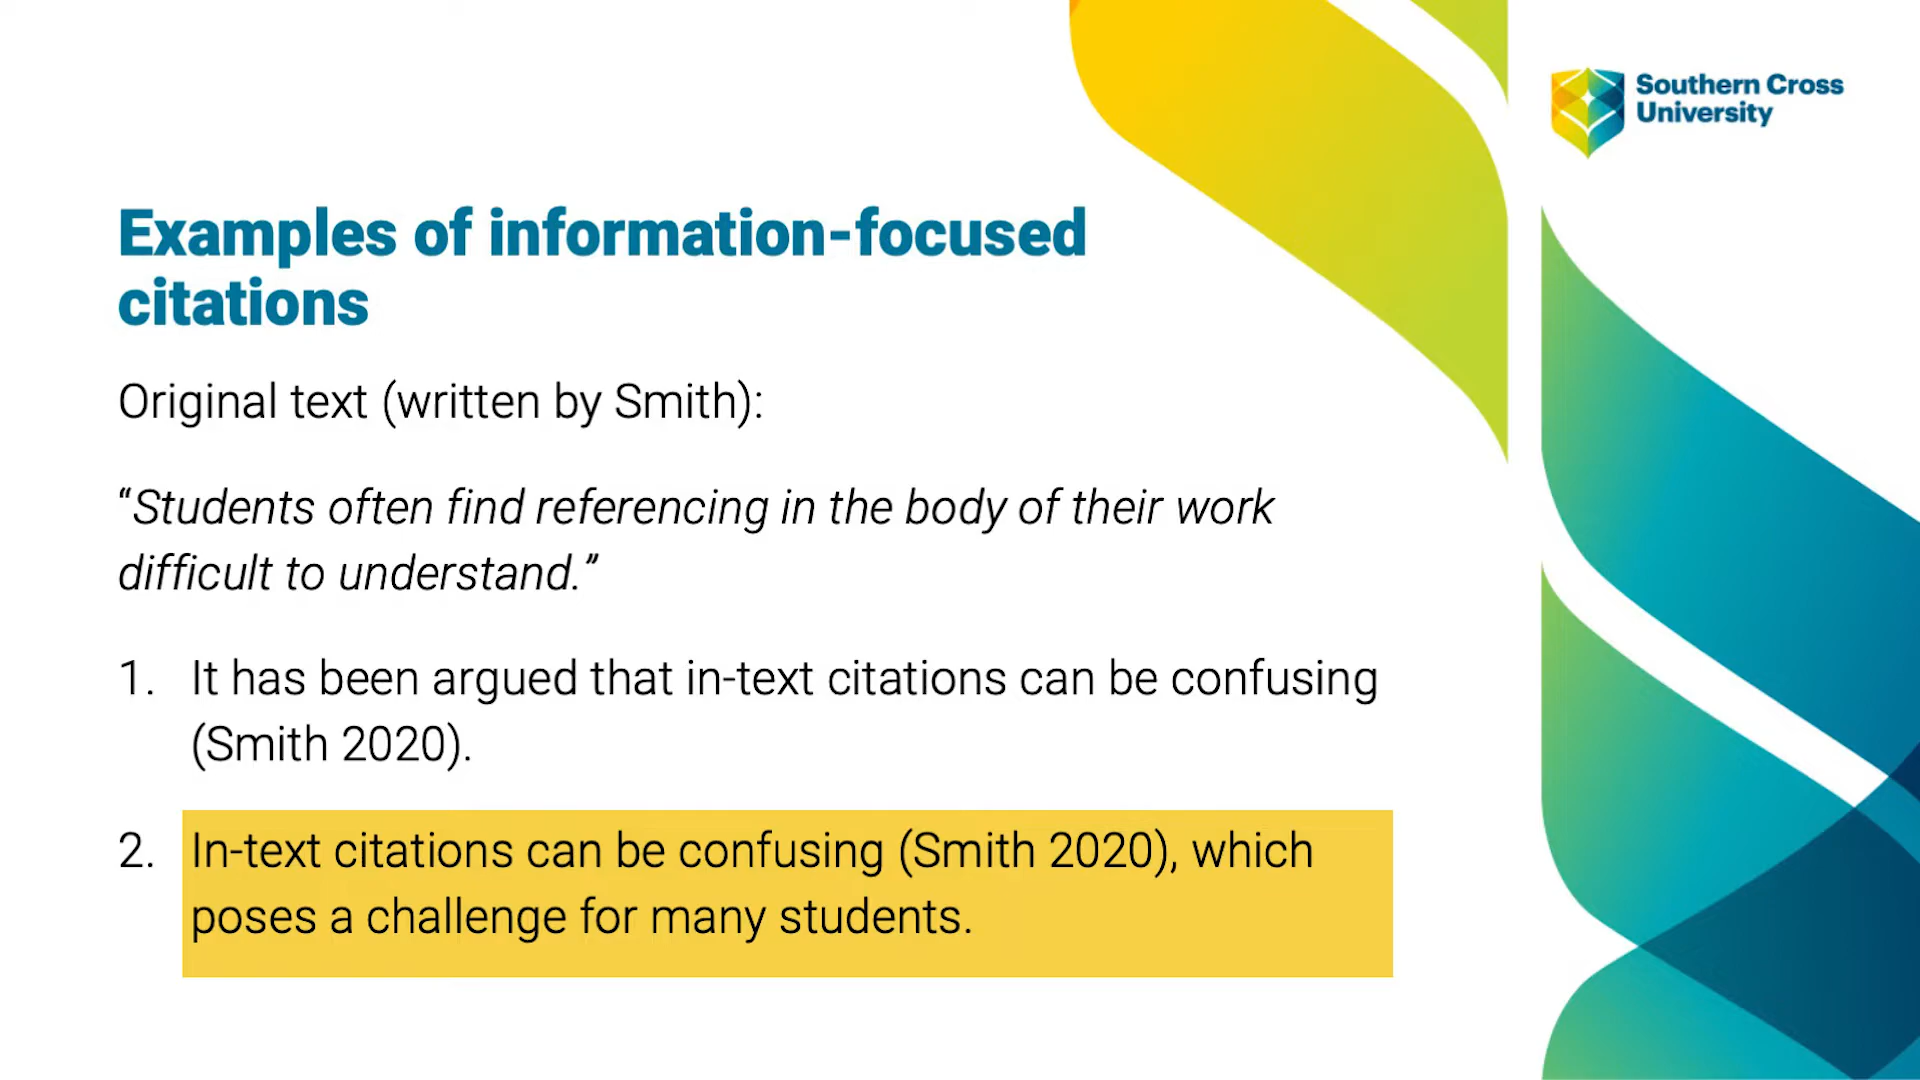 Southern Cross
University
Examples of information-focused
citations
Original text (written by Smith):
“Students often find referencing in the body of their work
difficult to understand.”
1. It has been argued that in-text citations can be confusing
(Smith 2020).
2. In-text citations can be confusing (Smith 2020), which
poses a challenge for many students.